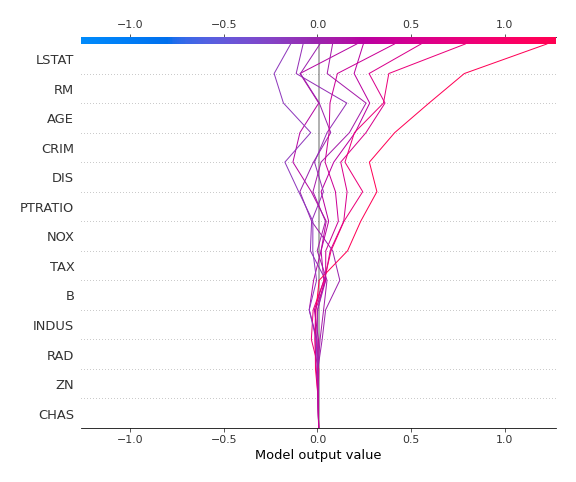 −1.0 −0.5 0.0 0.5 1.0
LSTAT
RM
AGE
CRIM
DIS
PTRATIO
NOX
TAX
B
INDUS
RAD
ZN
CHAS
−1.0 −0.5 0.0 0.5 1.0
Model output value